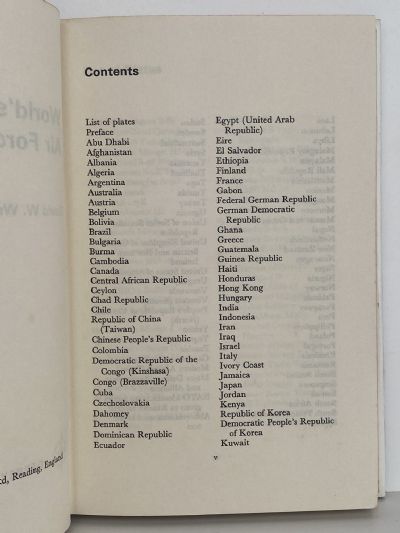 World's
Air Forc
W. W
td, Reading, England
Contents
List of plates
Preface
Abu Dhabi
Afghanistan
Albania
Algeria
Argentina
Australia
Austria
Belgium
Bolivia
Brazil
Bulgaria
Burma
Cambodia
Canada
Central African Republic
Ceylon
Chad Republic
Chile
Republic of China
(Taiwan)
Chinese People's Republic
Colombia
Democratic Republic of the
Congo (Kinshasa)
Congo (Brazzaville)
Cuba
Czechoslovakia
Dahomey
Denmark
Dominican Republic
Ecuador
Egypt (United Arab
Republic)
Eire
El Salvador
Ethiopia
Finland
France
Gabon
Federal German Republic
German Democratic
Republic
Ghana
Greece
Guatemala
Guinea Republic
Haiti
Honduras
Hong Kong
Hungary
India
Indonesia
Iran
Iraq
Israel
Italy
Ivory Coast
Jamaica
Japan
Jordan
Kenya
Republic of Korea
Democratic People's Republic
of Korea
Kuwait
v